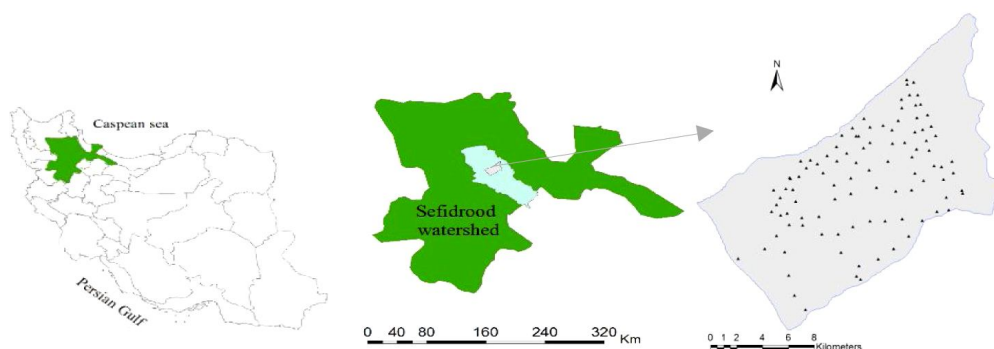 Caspean sea
Persian Gulf
Sefidrood
watershed
0 20 40 80 160 240 320
Km
N
0 1 2 4 6 8
Kilometers